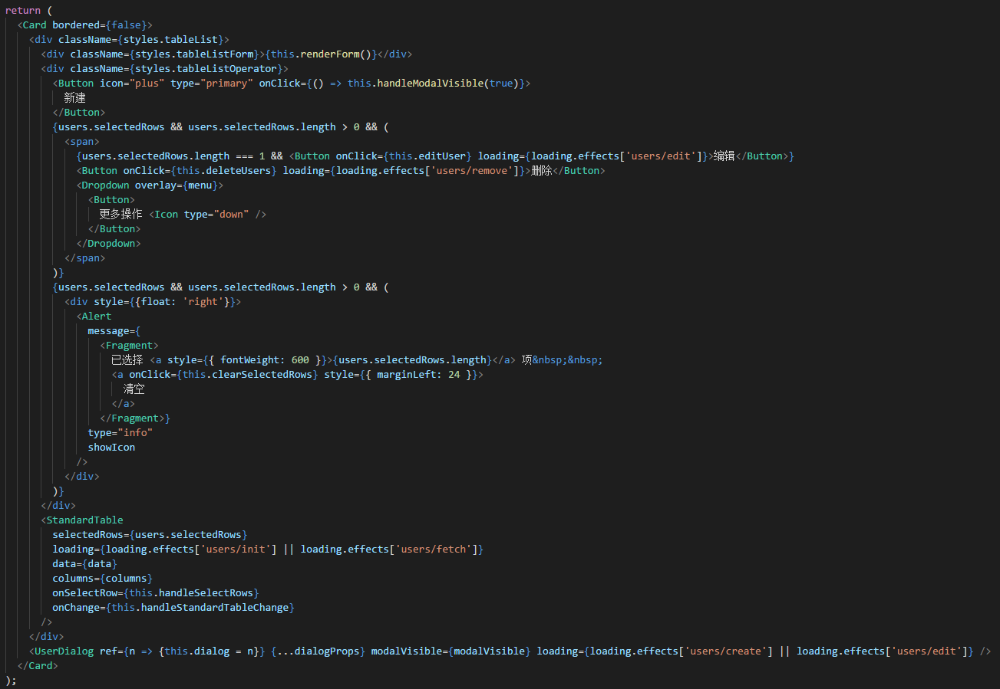 return (
<Card bordered={false}>
<div className={styles.tableList}>
<div className={styles.tableListForm}>{this.renderForm()}</div>
<div className={styles.tableListOperator}>
<Button icon="plus" type="primary" onClick={() => this.handleModalVisible(true)}>
新建
</Button>
{users.selectedRows && users.selectedRows.length > 0 && (
<span>
{users.selectedRows.length === 1 && <Button onClick={this.editUser} loading={loading.effects['users/edit']}>编辑</Button>}
<Button onClick={this.deleteUsers} loading={loading.effects['users/remove']}>删除</Button>
<Dropdown overlay={menu}>
<Button>
更多操作 <Icon type="down" />
</Button>
</Dropdown>
</span>
)}
{users.selectedRows && users.selectedRows.length > 0 && (
<div style={{float: 'right'}}>
<Alert
message={
<Fragment>
已选择 <a style={{ fontWeight: 600 }}>{users.selectedRows.length}</a> 项&nbsp;&nbsp;
<a onClick={this.clearSelectedRows} style={{ marginLeft: 24 }}>
清空
</a>
</Fragment>}
type="info"
showIcon
/>
</div>
)}
</div>
<StandardTable
selectedRows={users.selectedRows}
loading={loading.effects['users/init'] || loading.effects['users/fetch']}
data={data}
columns={columns}
onSelectRow={this.handleSelectRows}
onChange={this.handleStandardTableChange}
/>
</div>
<UserDialog ref={n => {this.dialog = n}} {...dialogProps} modalVisible={modalVisible} loading={loading.effects['users/create'] || loading.effects['users/edit']} />
</Card>
);